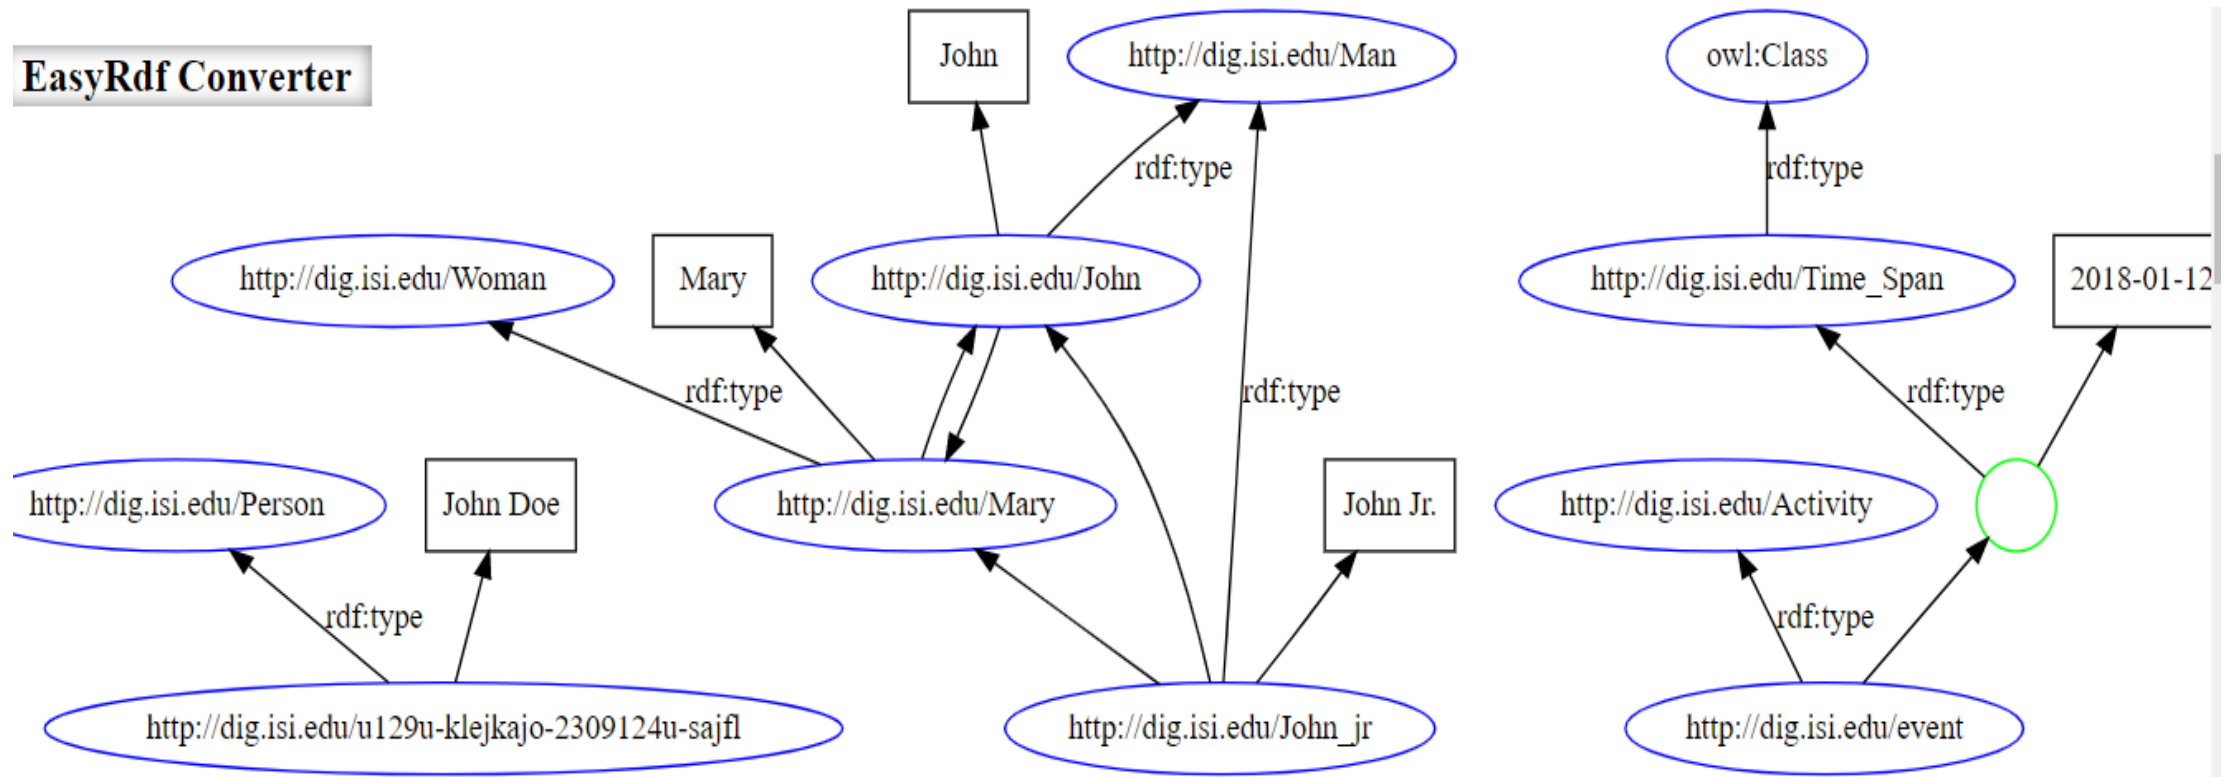 EasyRdf Converter
John
http://dig.isi.edu/Man
owl:Class
rdf:type
rdf:type
http://dig.isi.edu/Woman
Mary
http://dig.isi.edu/John
http://dig.isi.edu/Time_Span
2018-01-12
rdf:type
rdf:type
rdf:type
http://dig.isi.edu/Person
John Doe
http://dig.isi.edu/Mary
John Jr.
http://dig.isi.edu/Activity
rdf:type
rdf:type
http://dig.isi.edu/u129u-klejkajo-2309124u-sajfl
http://dig.isi.edu/John_jr
http://dig.isi.edu/event